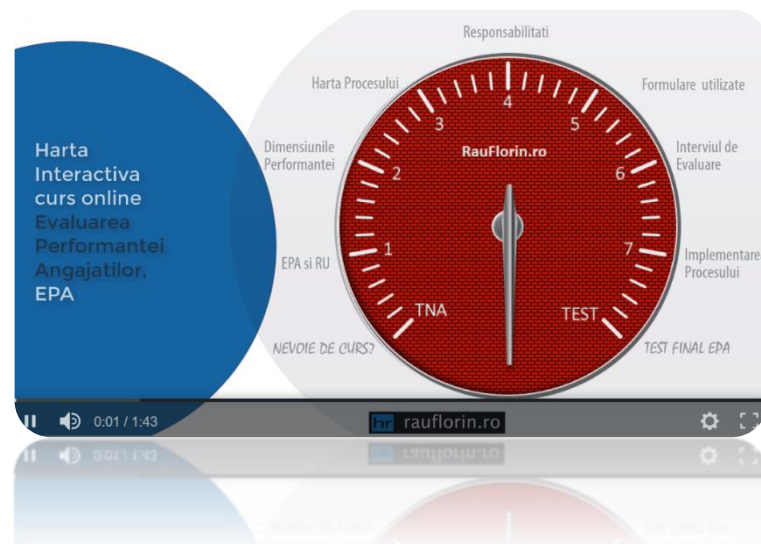 Harta
Interactiva
curs online
Evaluarea
Performantei
Angajatilor,
EPA
Responsabilitati
Harta Procesului
Formulare utilizate
Dimensiunile
Performantei
Interviul de
Evaluare
EPA si RU
Implementarea
Procesului
NEVOIE DE CURS?
TEST FINAL EPA
RauFlorin.ro
TNA
1
2
3
4
5
6
7
TEST
0:01 / 1:43
hr rauflorin.ro